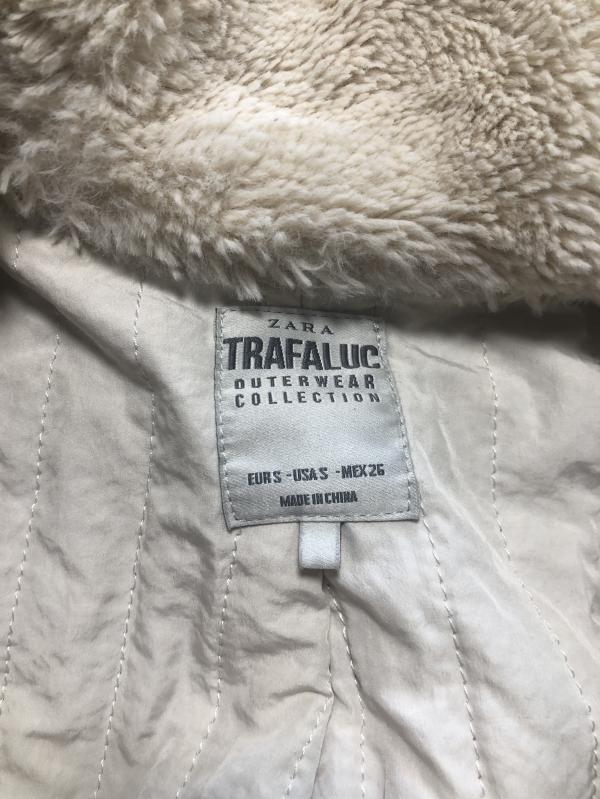 ZARA
TRAFALUC
OUTERWEAR
COLLECTION
EUR S - USA S - MEX 26
MADE IN CHINA